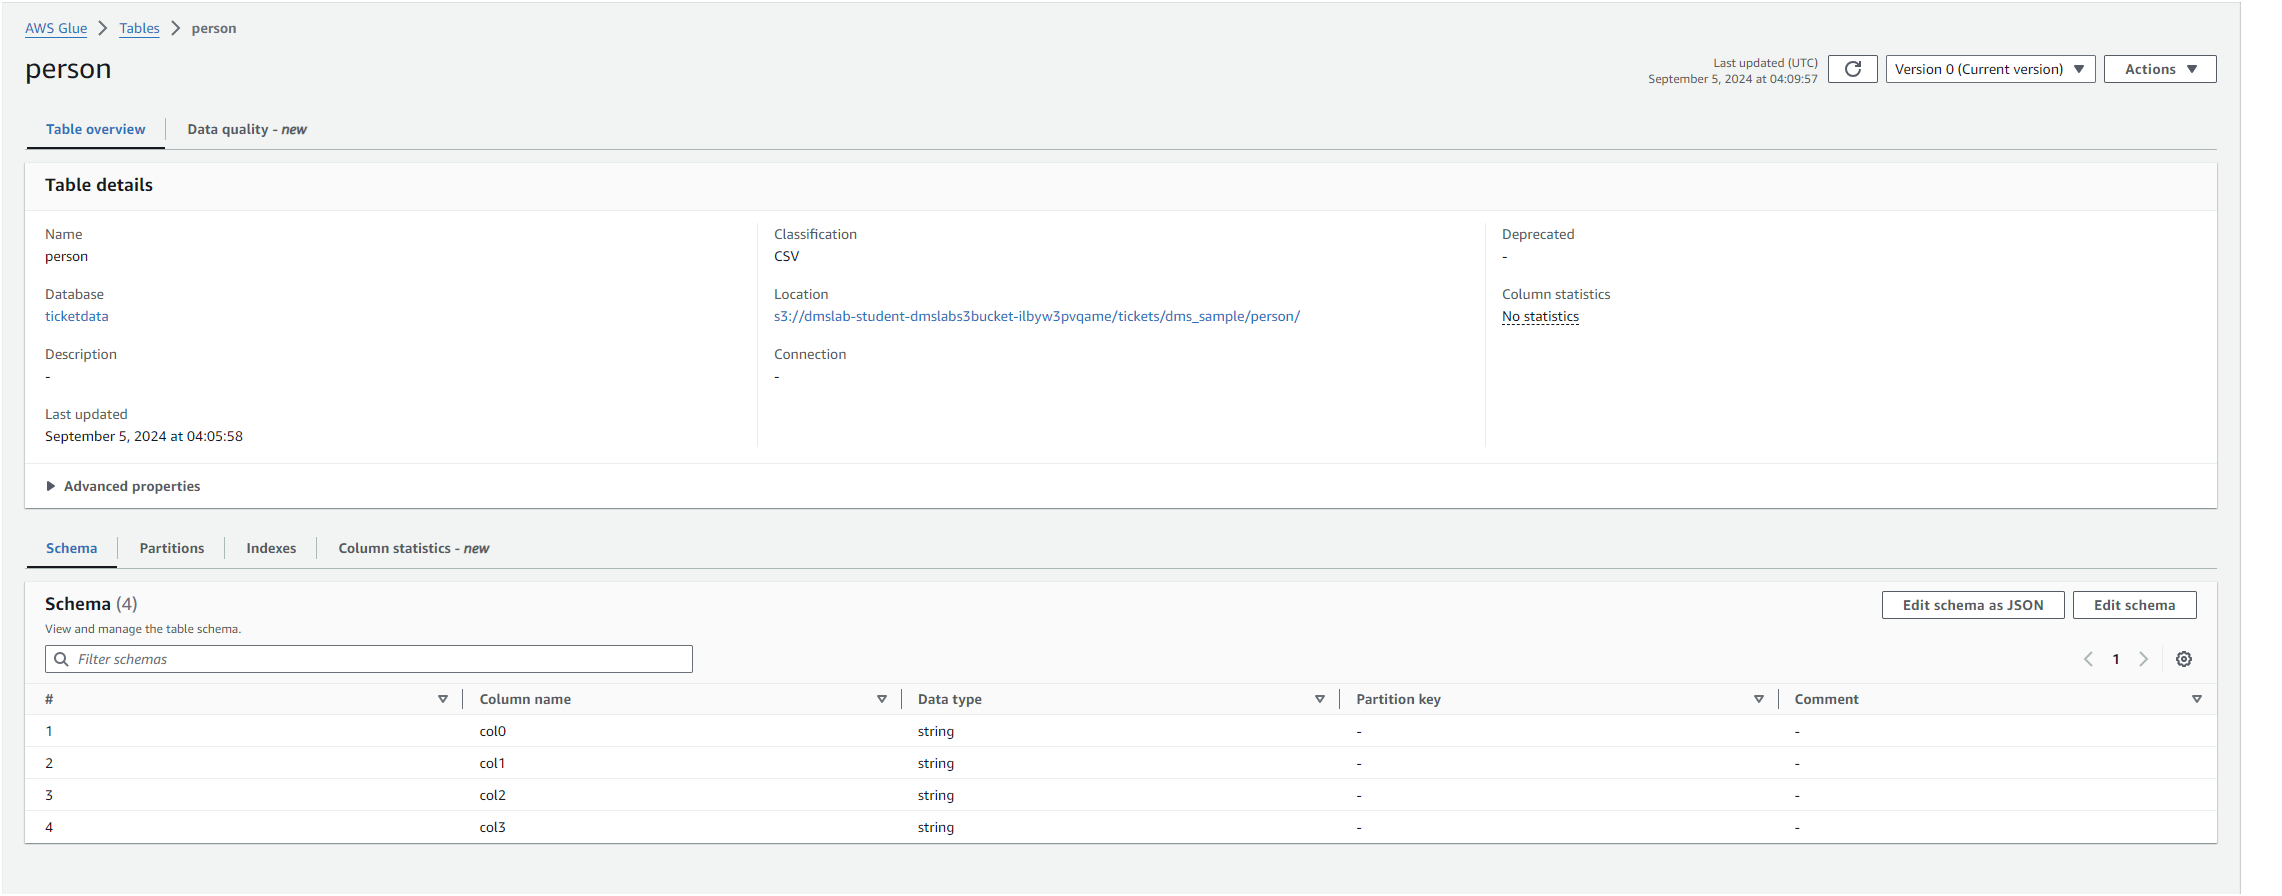 AWS Glue > Tables > person
person
Last updated (UTC)
September 5, 2024 at 04:09:57
Version 0 (Current version)
Actions
Table overview
Data quality - new
Table details
Name
person
Database
ticketdata
Description
-
Last updated
September 5, 2024 at 04:05:58
Classification
CSV
Location
s3://dmslab-student-dmslabs3bucket-ilbyw3pvqame/tickets/dms_sample/person/
Connection
-
Deprecated
-
Column statistics
No statistics
Advanced properties
Schema
Partitions
Indexes
Column statistics - new
Schema (4)
View and manage the table schema.
Edit schema as JSON
Edit schema
Filter schemas
1
# Column name Data type Partition key Comment
1 col0 string - -
2 col1 string - -
3 col2 string - -
4 col3 string - -